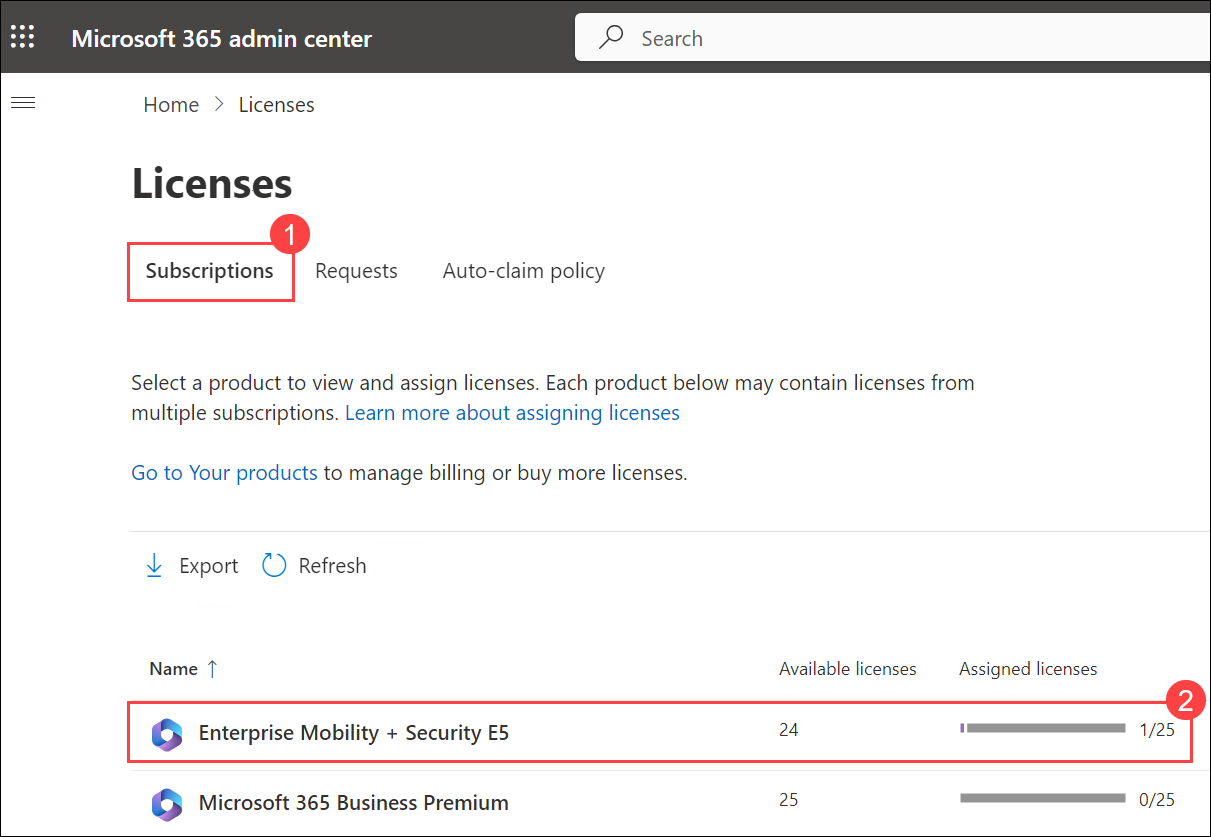 Microsoft 365 admin center
Search
Home > Licenses
Licenses
1
Subscriptions Requests Auto-claim policy
Select a product to view and assign licenses. Each product below may contain licenses from
multiple subscriptions. Learn more about assigning licenses
Go to Your products to manage billing or buy more licenses.
Export Refresh
Name ↑ Available licenses Assigned licenses
2
Enterprise Mobility + Security E5 24 1/25
Microsoft 365 Business Premium 25 0/25